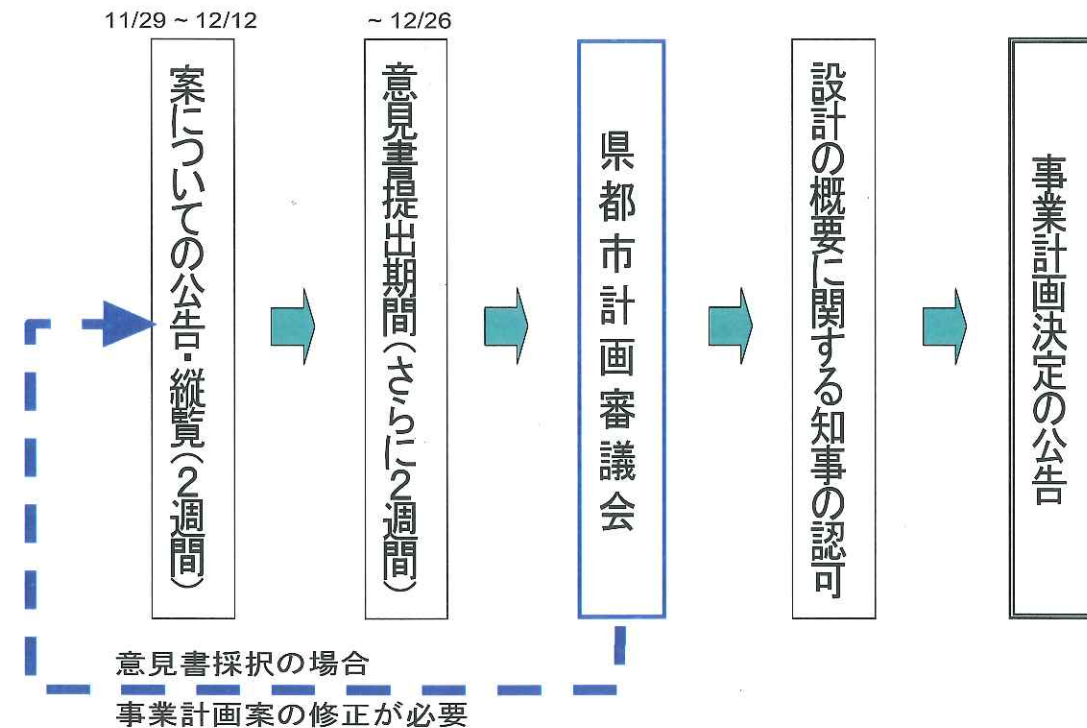 11/29 ~ 12/12
~ 12/26
案についての公告・縦覧(2週間)
意見書提出期間(さらに2週間)
県都市計画審議会
設計の概要に関する知事の認可
事業計画決定の公告
意見書採択の場合
事業計画案の修正が必要